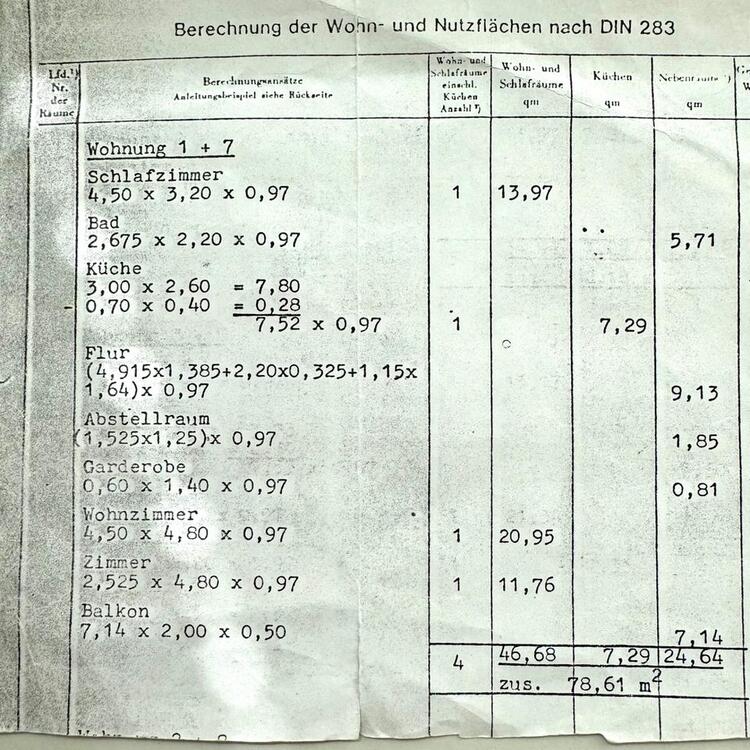 Berechnung der Wohn- und Nutzflächen nach DIN 283
Lfd.¹)
Nr.
der
Räume
Berechnungsansätze
Anleitungsbeispiel siehe Rückseite
Wohn- und
Schlafräume
einschl.
Küchen
Anzahl ²)
Wohn- und
Schlafräume
qm
Küchen
qm
qm
Wohnung 1 + 7
Schlafzimmer
4,50 x 3,20 x 0,97 1 13,97
Bad
2,675 x 2,20 x 0,97 5,71
Küche
3,00 x 2,60 = 7,80
0,70 x 0,40 = 0,28
7,52 x 0,97 1 7,29
Flur
(4,915x1,385+2,20x0,325+1,15x
1,64)x 0,97 9,13
Abstellraum
(1,525x1,25)x 0,97 1,85
Garderobe
0,60 x 1,40 x 0,97 0,81
Wohnzimmer
4,50 x 4,80 x 0,97 1 20,95
Zimmer
2,525 x 4,80 x 0,97 1 11,76
Balkon
7,14 x 2,00 x 0,50 7,14
4 46,68 7,29 24,64
zus. 78,61 m²